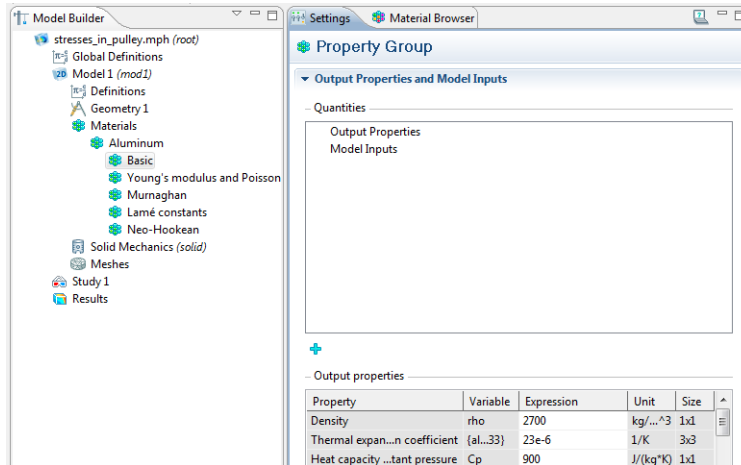 Model Builder
stresses_in_pulley.mph (root)
Global Definitions
Model 1 (mod1)
Definitions
Geometry 1
Materials
Aluminum
Basic
Young's modulus and Poisson
Murnaghan
Lamé constants
Neo-Hookean
Solid Mechanics (solid)
Meshes
Study 1
Results
Settings Material Browser
Property Group
Output Properties and Model Inputs
Quantities
Output Properties
Model Inputs
Output properties
Property Variable Expression Unit Size
Density rho 2700 kg/...^3 1x1
Thermal expan...n coefficient {al...33} 23e-6 1/K 3x3
Heat capacity ...tant pressure Cp 900 J/(kg*K) 1x1